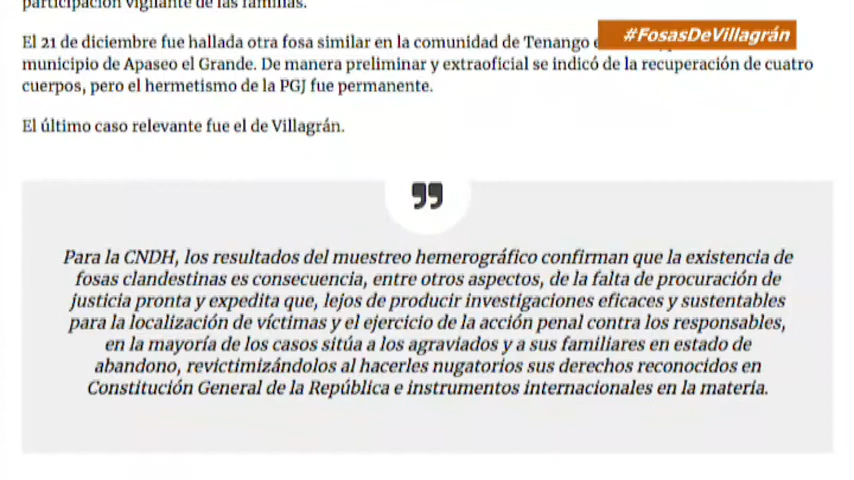 participación vigilante de las familias.
#FosasDeVillagrán
El 21 de diciembre fue hallada otra fosa similar en la comunidad de Tenango
municipio de Apaseo el Grande. De manera preliminar y extraoficial se indicó de la recuperación de cuatro
cuerpos, pero el hermetismo de la PGJ fue permanente.
El último caso relevante fue el de Villagrán.
”
Para la CNDH, los resultados del muestreo hemerográfico confirman que la existencia de
fosas clandestinas es consecuencia, entre otros aspectos, de la falta de procuración de
justicia pronta y expedita que, lejos de producir investigaciones eficaces y sustentables
para la localización de víctimas y el ejercicio de la acción penal contra los responsables,
en la mayoría de los casos sitúa a los agraviados y a sus familiares en estado de
abandono, revictimizándolos al hacerles nugatorios sus derechos reconocidos en
Constitución General de la República e instrumentos internacionales en la materia.